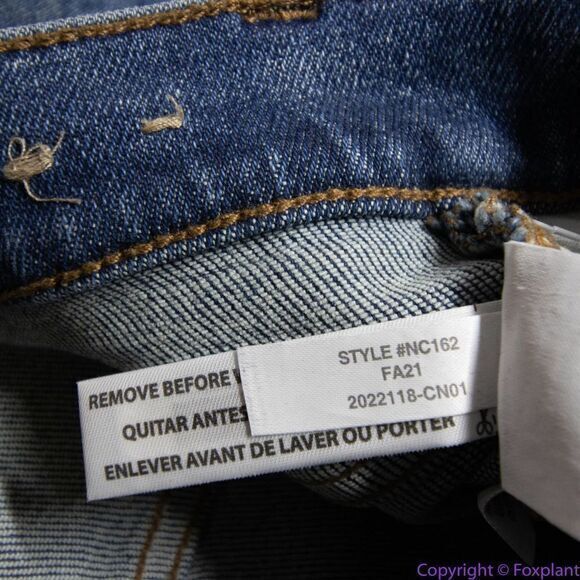 STYLE #NC162
FA21
2022118-CN01
REMOVE BEFORE
QUITAR ANTES
ENLEVER AVANT DE LAVER OU PORTER
Copyright © Foxplant